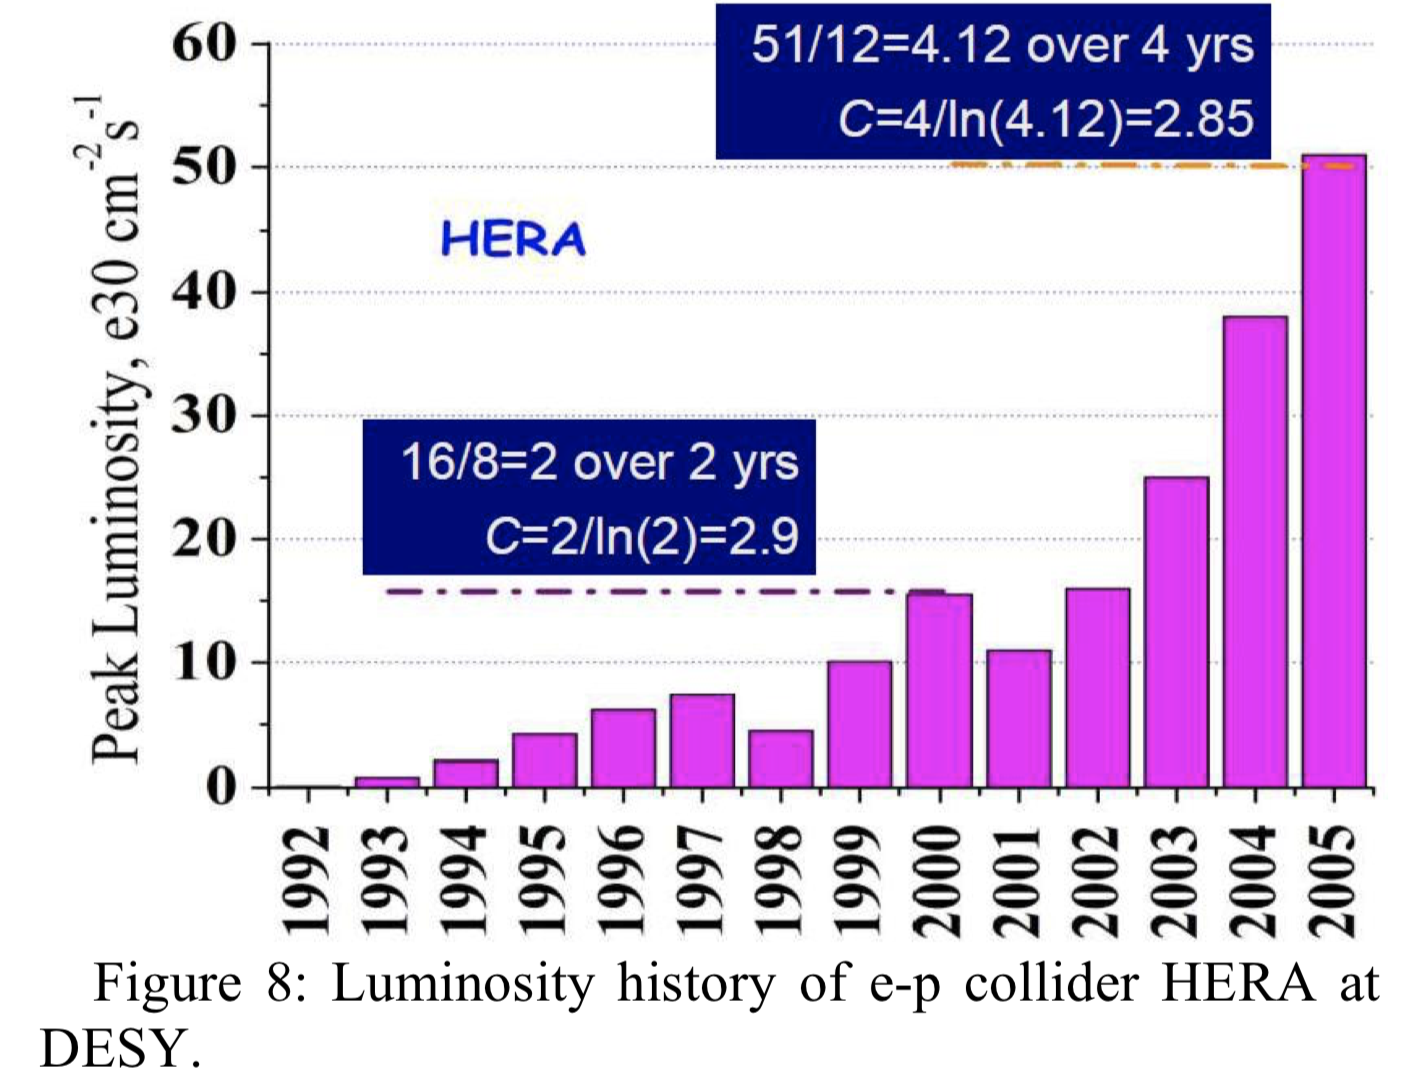 60
50
40
30
20
10
0
Peak Luminosity, e30 cm⁻² s⁻¹
51/12=4.12 over 4 yrs
C=4/ln(4.12)=2.85
HERA
16/8=2 over 2 yrs
C=2/ln(2)=2.9
1992
1993
1994
1995
1996
1997
1998
1999
2000
2001
2002
2003
2004
2005
Figure 8: Luminosity history of e-p collider HERA at
DESY.